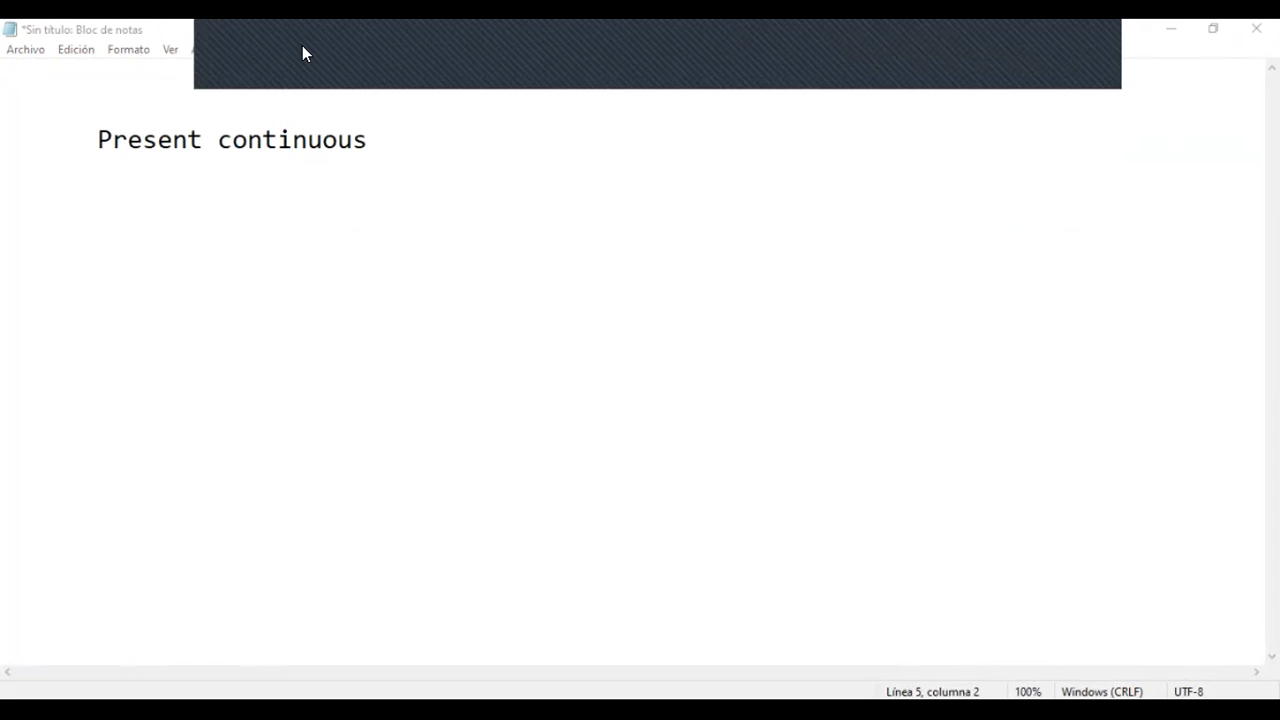 *Sin título: Bloc de notas
Archivo Edición Formato Ver
Present continuous
Línea 5, columna 2 100% Windows (CRLF) UTF-8